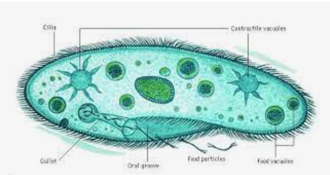 Cilia
Contractile vacuoles
Gullet
Oral groove
Food particles
Food vacuoles